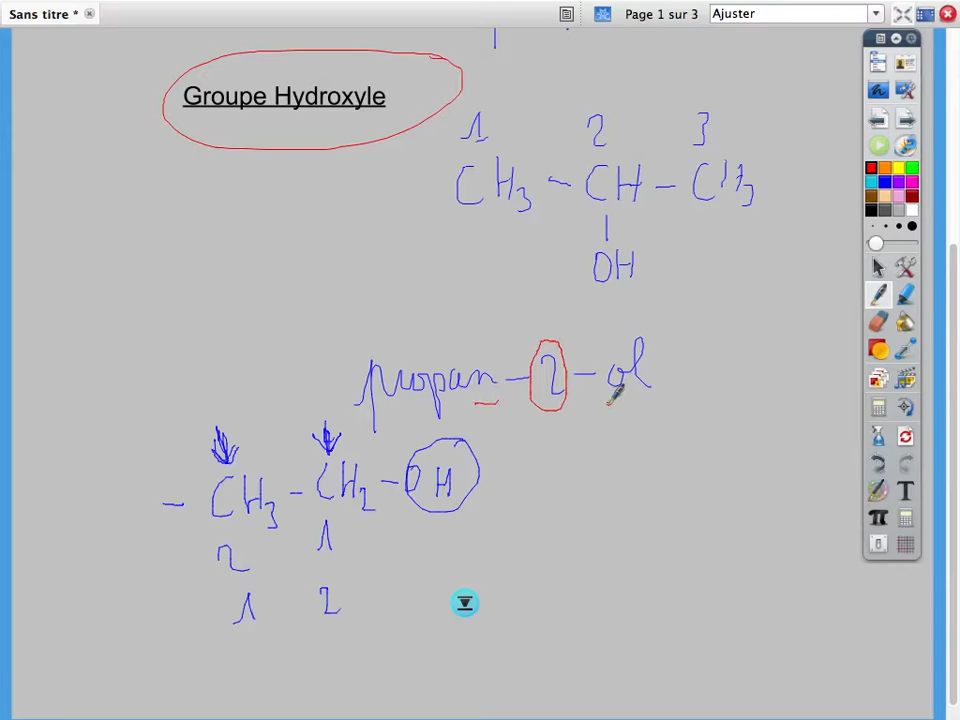 Sans titre *
Page 1 sur 3
Ajuster
Groupe Hydroxyle
1 2 3
CH3 - CH - CH3
OH
propan - 2 - ol
- CH3 - CH2 - OH
2 1
1 2